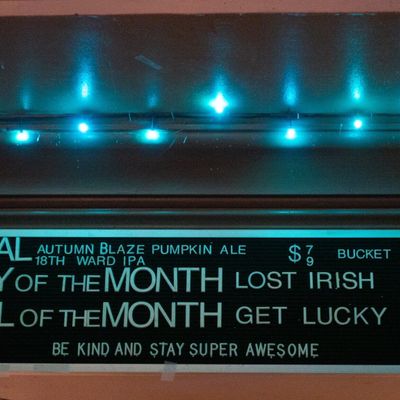 AL AUTUMN BLAZE PUMPKIN ALE $7 BUCKET
18TH WARD IPA 9
Y OF THE MONTH LOST IRISH
L OF THE MONTH GET LUCKY
BE KIND AND STAY SUPER AWESOME